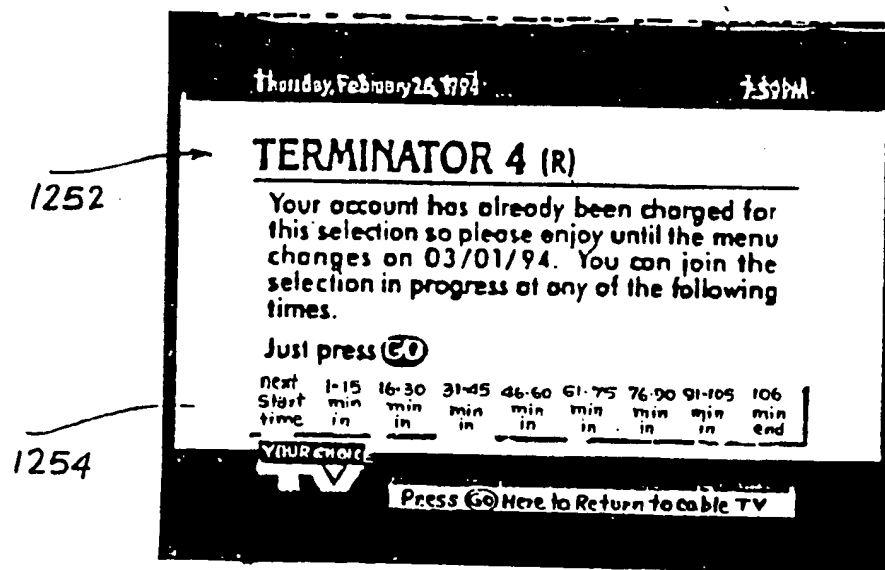 Thursday, February 26, 1994 7:59PM
TERMINATOR 4 (R)
1252
Your account has already been charged for
this selection so please enjoy until the menu
changes on 03/01/94. You can join the
selection in progress at any of the following
times.
Just press GO
next 1-15 16-30 31-45 46-60 61-75 76-90 91-105 106
start min min min min min min min min
time in in in in in in in end
1254
YOUR CHOICE
TV
Press GO Here to Return to cable TV